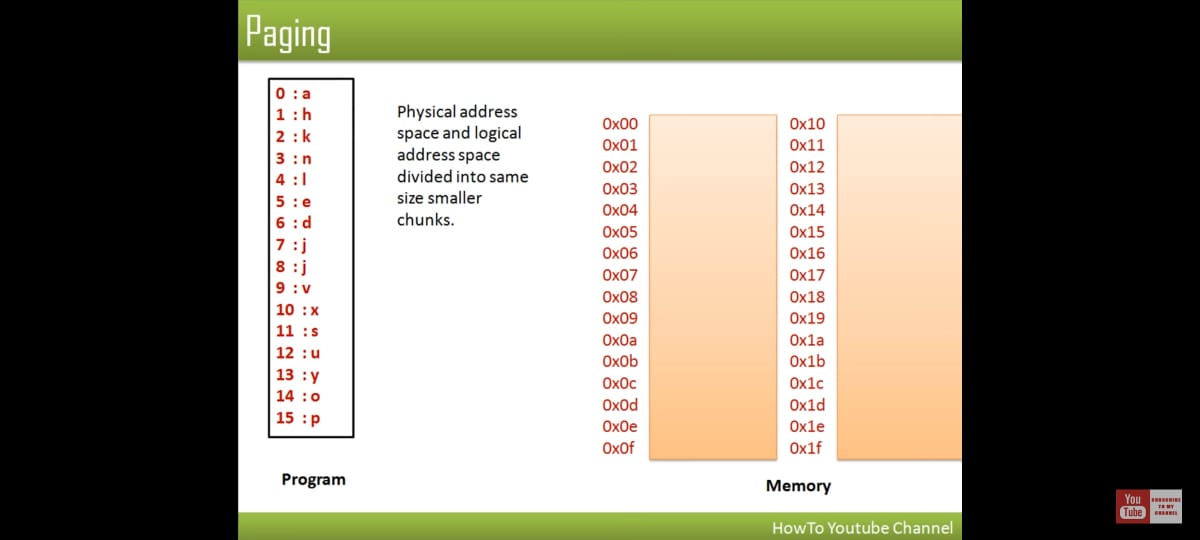 Paging
0 : a
1 : h
2 : k
3 : n
4 : l
5 : e
6 : d
7 : j
8 : j
9 : v
10 : x
11 : s
12 : u
13 : y
14 : o
15 : p
Program
Physical address
space and logical
address space
divided into same
size smaller
chunks.
0x00
0x01
0x02
0x03
0x04
0x05
0x06
0x07
0x08
0x09
0x0a
0x0b
0x0c
0x0d
0x0e
0x0f
0x10
0x11
0x12
0x13
0x14
0x15
0x16
0x17
0x18
0x19
0x1a
0x1b
0x1c
0x1d
0x1e
0x1f
Memory
You
Tube
SUBSCRIBE
TO MY
CHANNEL
HowTo Youtube Channel